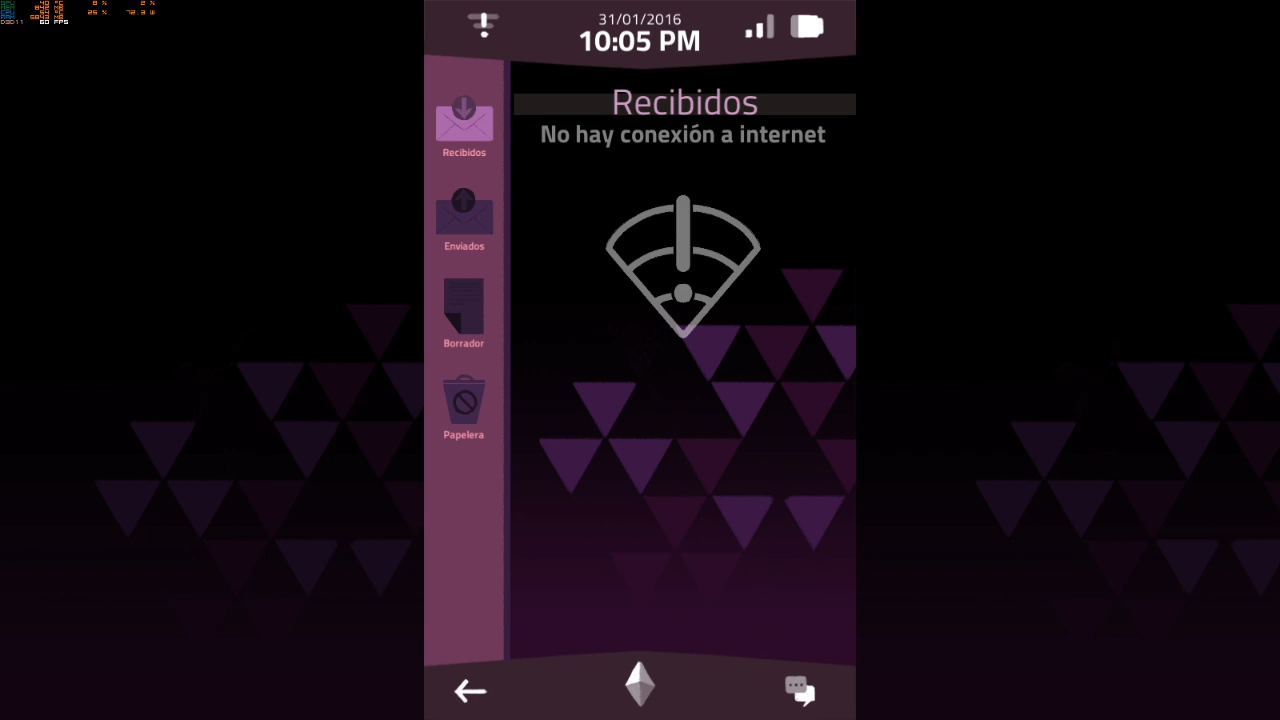 31/01/2016
10:05 PM
Recibidos
No hay conexión a internet
Recibidos
Enviados
Borrador
Papelera